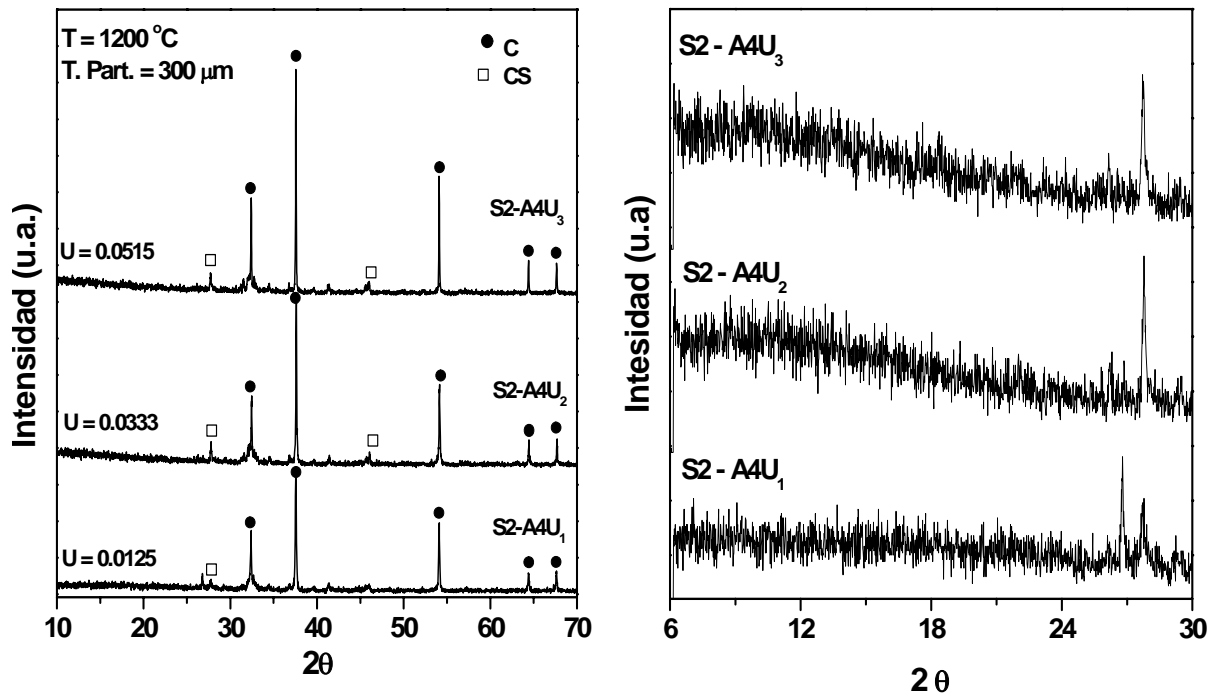 T = 1200 °C
T. Part. = 300 μm
● C
□ CS
S2-A4U3
U = 0.0515
S2-A4U2
U = 0.0333
S2-A4U1
U = 0.0125
Intensidad (u.a.)
10 20 30 40 50 60 70
2θ
S2 - A4U3
S2 - A4U2
S2 - A4U1
Intesidad (u.a)
6 12 18 24 30
2 θ